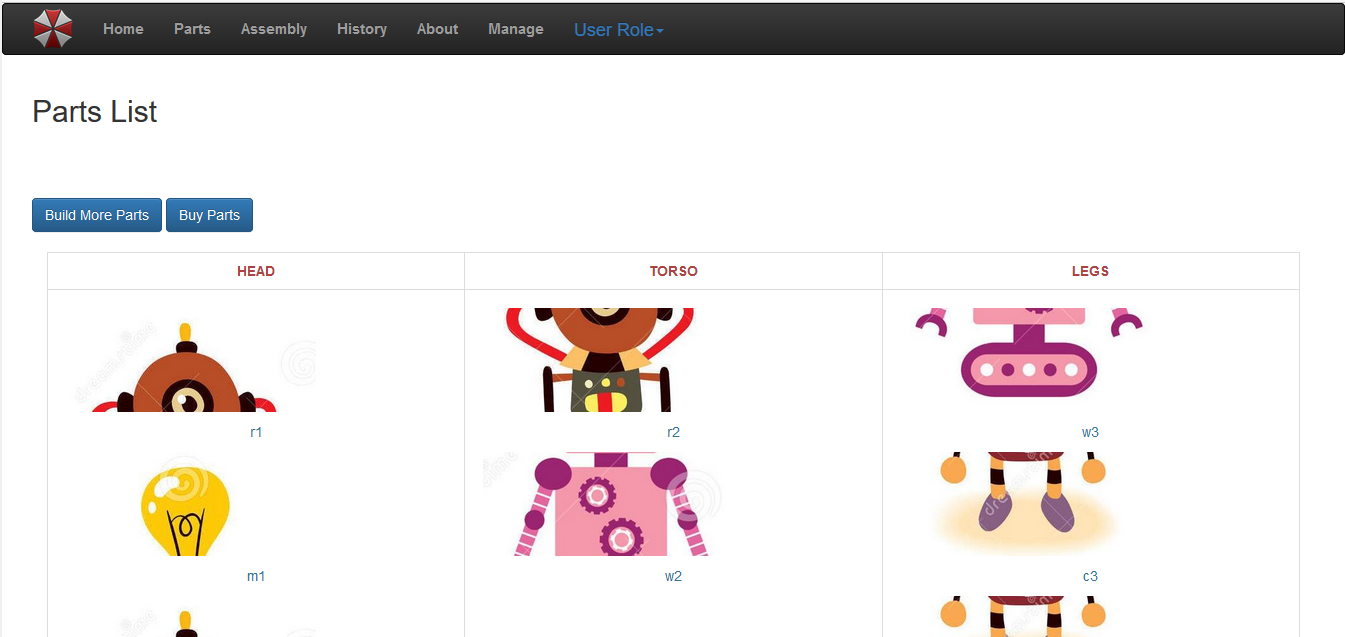 Home Parts Assembly History About Manage User Role
Parts List
Build More Parts Buy Parts
HEAD TORSO LEGS
r1 r2 w3
m1 w2 c3